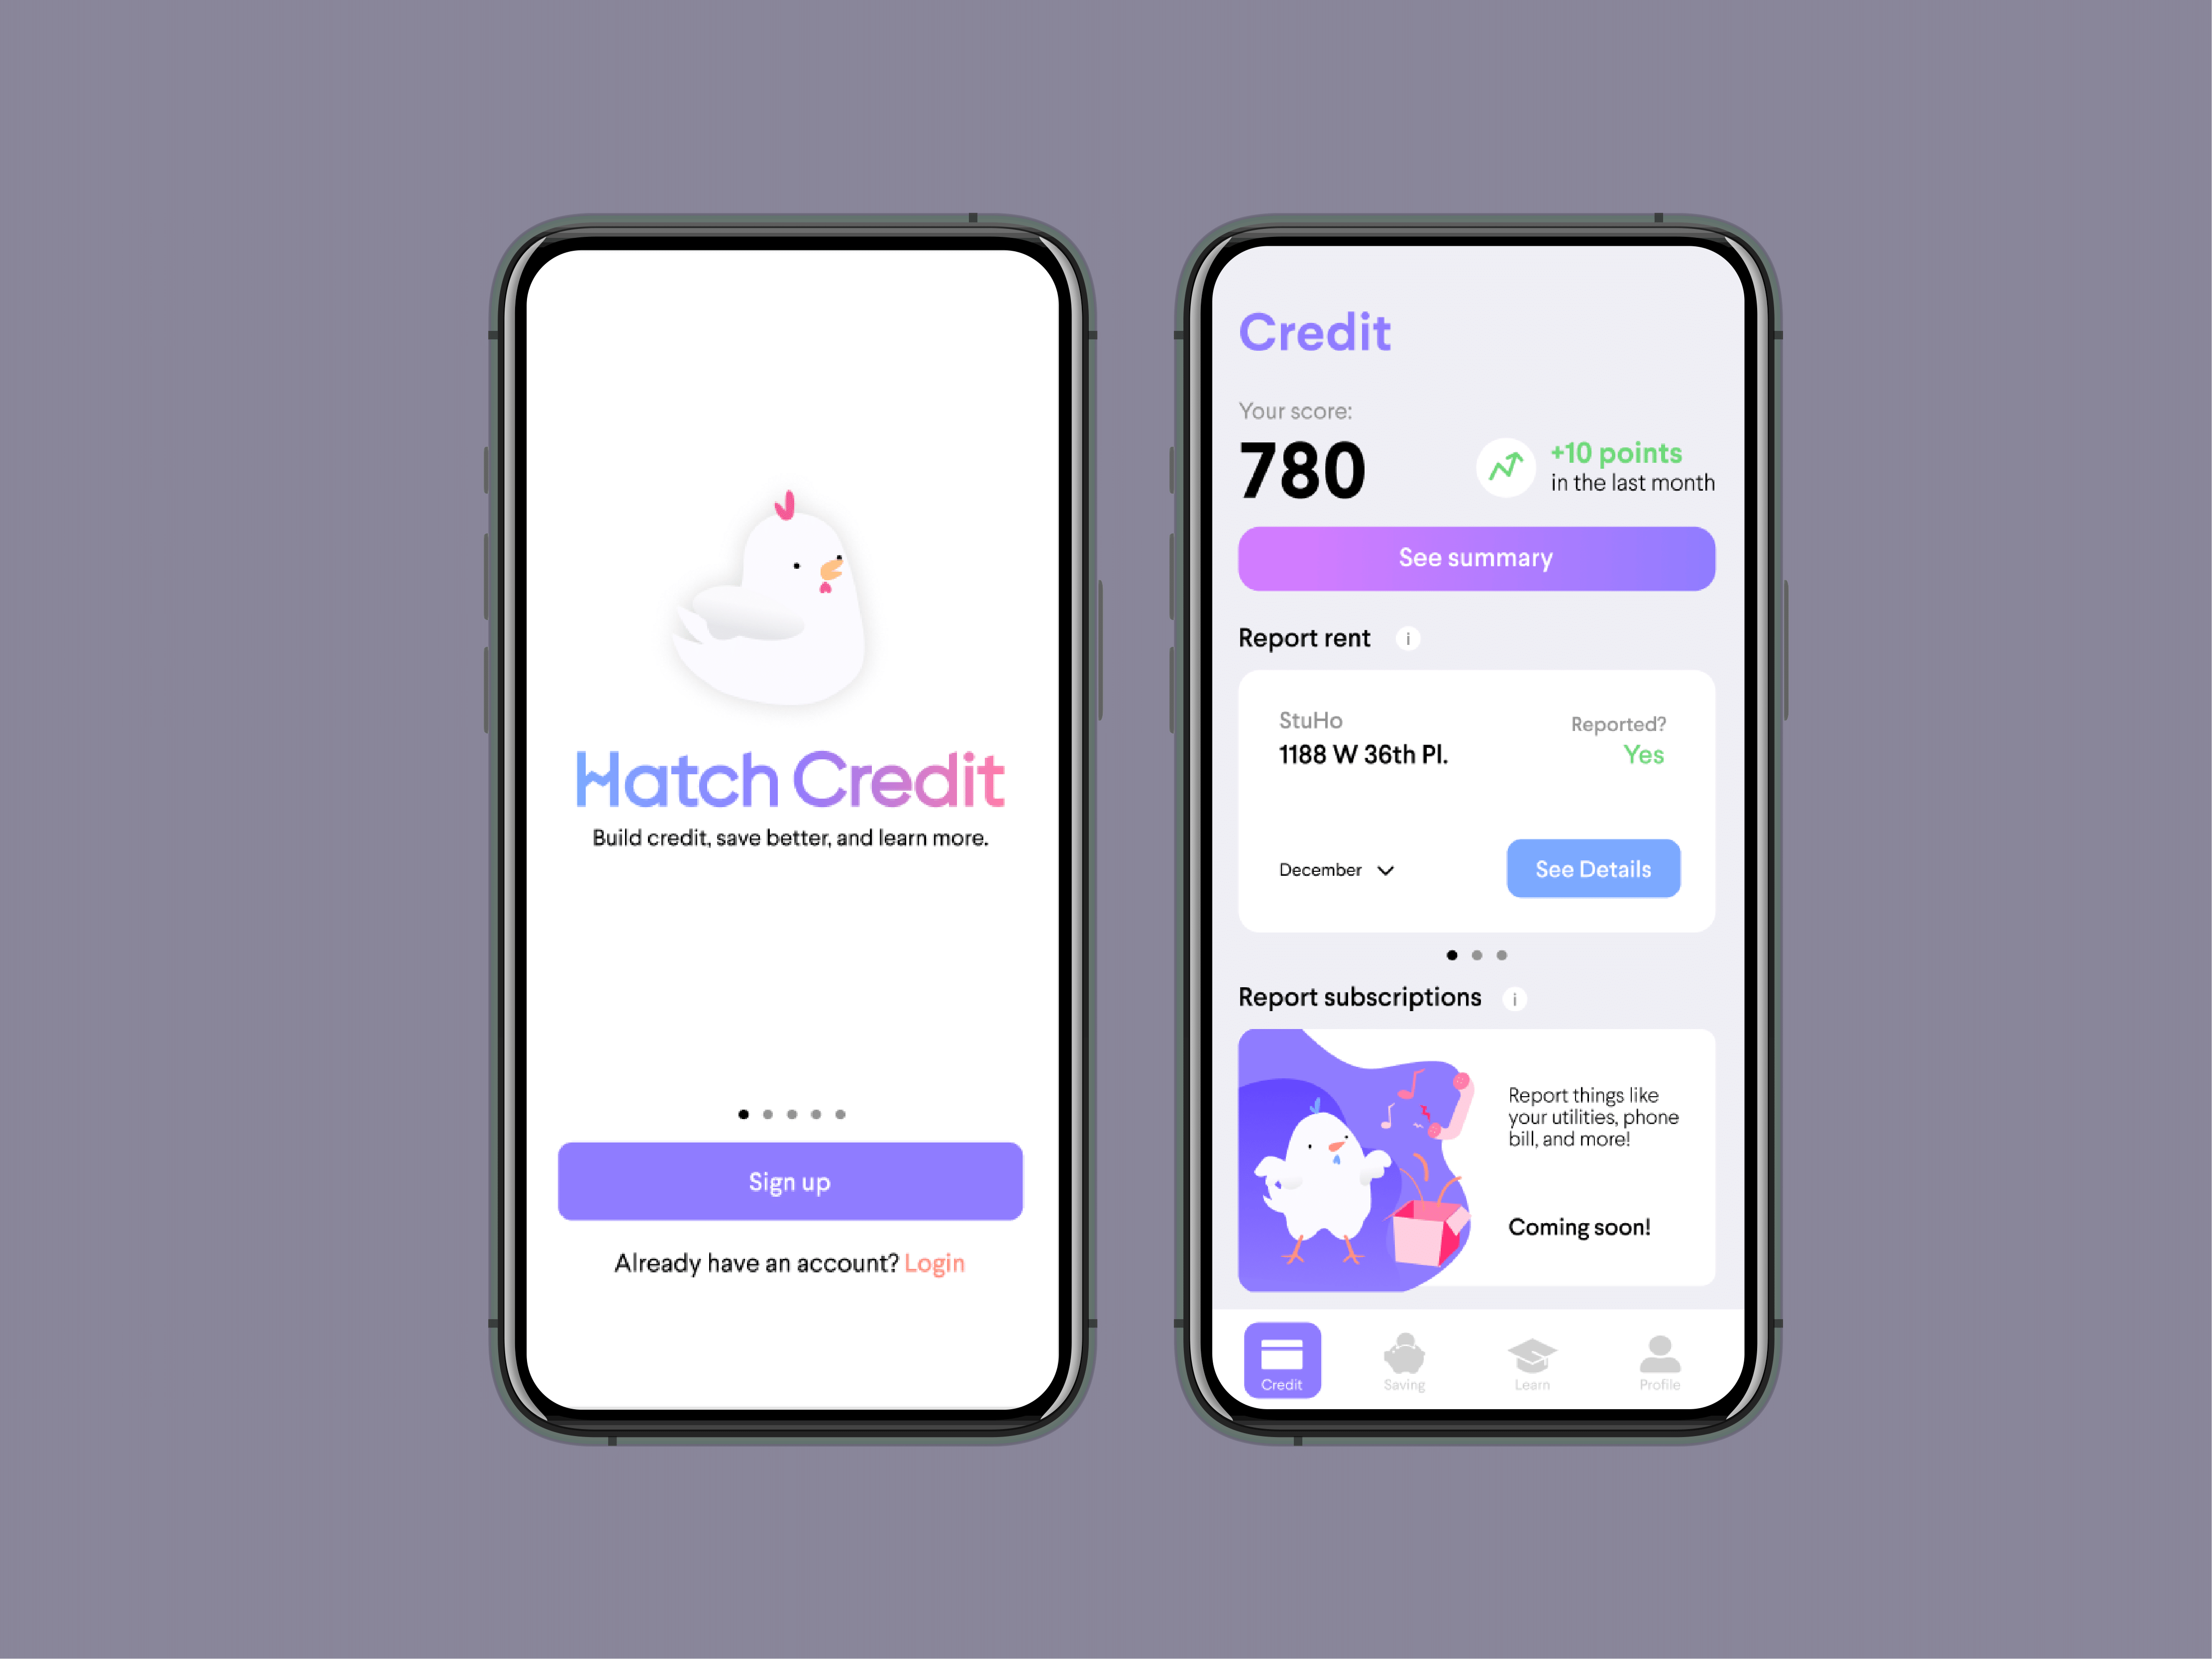 Hatch Credit
Build credit, save better, and learn more.
Sign up
Already have an account? Login
Credit
Your score:
780
+10 points
in the last month
See summary
Report rent i
StuHo
1188 W 36th Pl.
Reported?
Yes
December
See Details
Report subscriptions i
Report things like
your utilities, phone
bill, and more!
Coming soon!
Credit
Saving
Learn
Profile